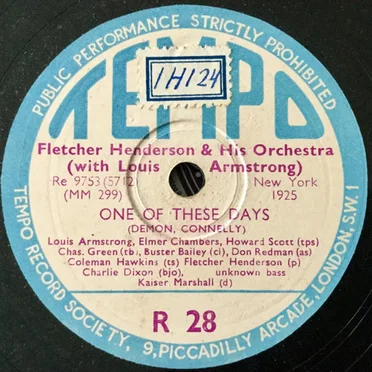 PUBLIC PERFORMANCE STRICTLY PROHIBITED
TEMPO
1H124
Fletcher Henderson & His Orchestra
(with Louis Armstrong)
Re 9753 (5712) New York
(MM 299) 1925
ONE OF THESE DAYS
(DEMON, CONNELLY)
Louis Armstrong, Elmer Chambers, Howard Scott (tps)
Chas. Green (tb), Buster Bailey (cl), Don Redman (as)
Coleman Hawkins (ts) Fletcher Henderson (p)
Charlie Dixon (bjo), unknown bass
Kaiser Marshall (d)
R 28
TEMPO RECORD SOCIETY, 9, PICCADILLY ARCADE, LONDON, S.W.1